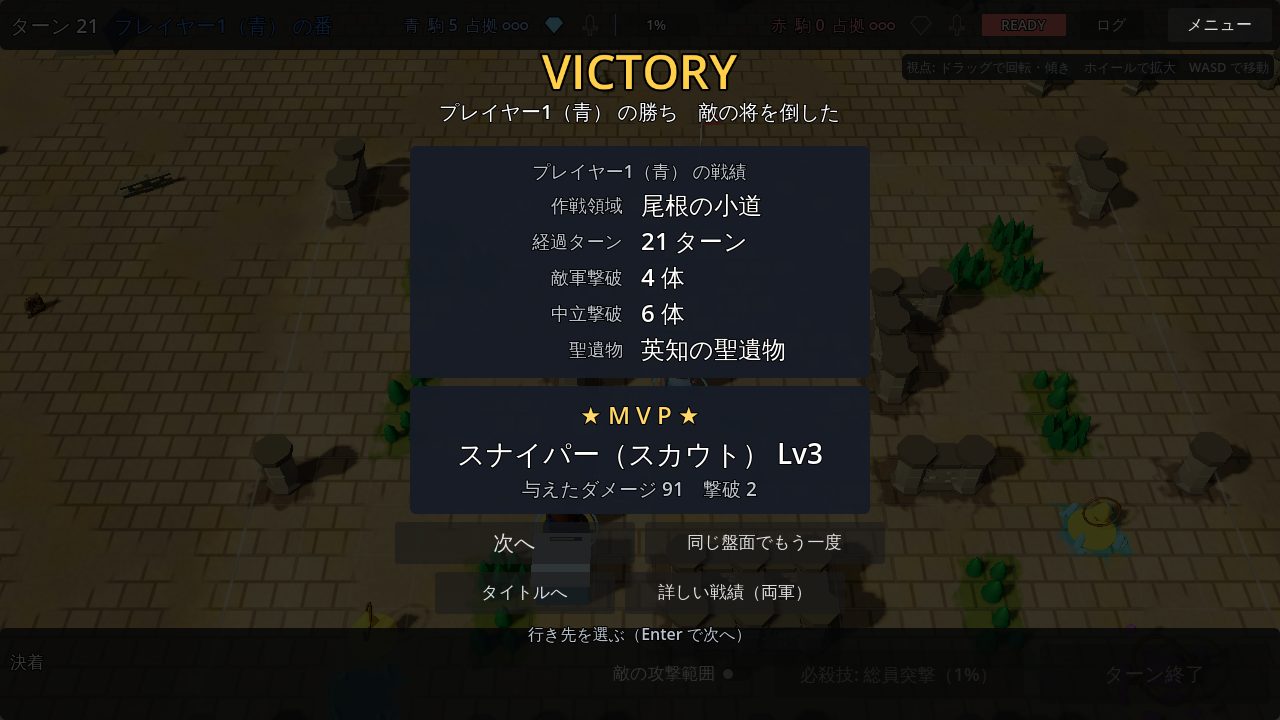 ターン 21 プレイヤー1（青） の番 青 駒 5 占拠 ○○○ 1% 赤 駒 0 占拠 ○○○ READY ログ メニュー
視点: ドラッグで回転・傾き ホイールで拡大 WASD で移動
VICTORY
プレイヤー1（青） の勝ち 敵の将を倒した
プレイヤー1（青） の戦績
作戦領域 尾根の小道
経過ターン 21 ターン
敵軍撃破 4 体
中立撃破 6 体
聖遺物 英知の聖遺物
★ M V P ★
スナイパー（スカウト） Lv3
与えたダメージ 91 撃破 2
次へ 同じ盤面でもう一度
タイトルへ 詳しい戦績（両軍）
行き先を選ぶ（Enter で次へ）
決着
敵の攻撃範囲 ● 必殺技: 総員突撃（1%） ターン終了